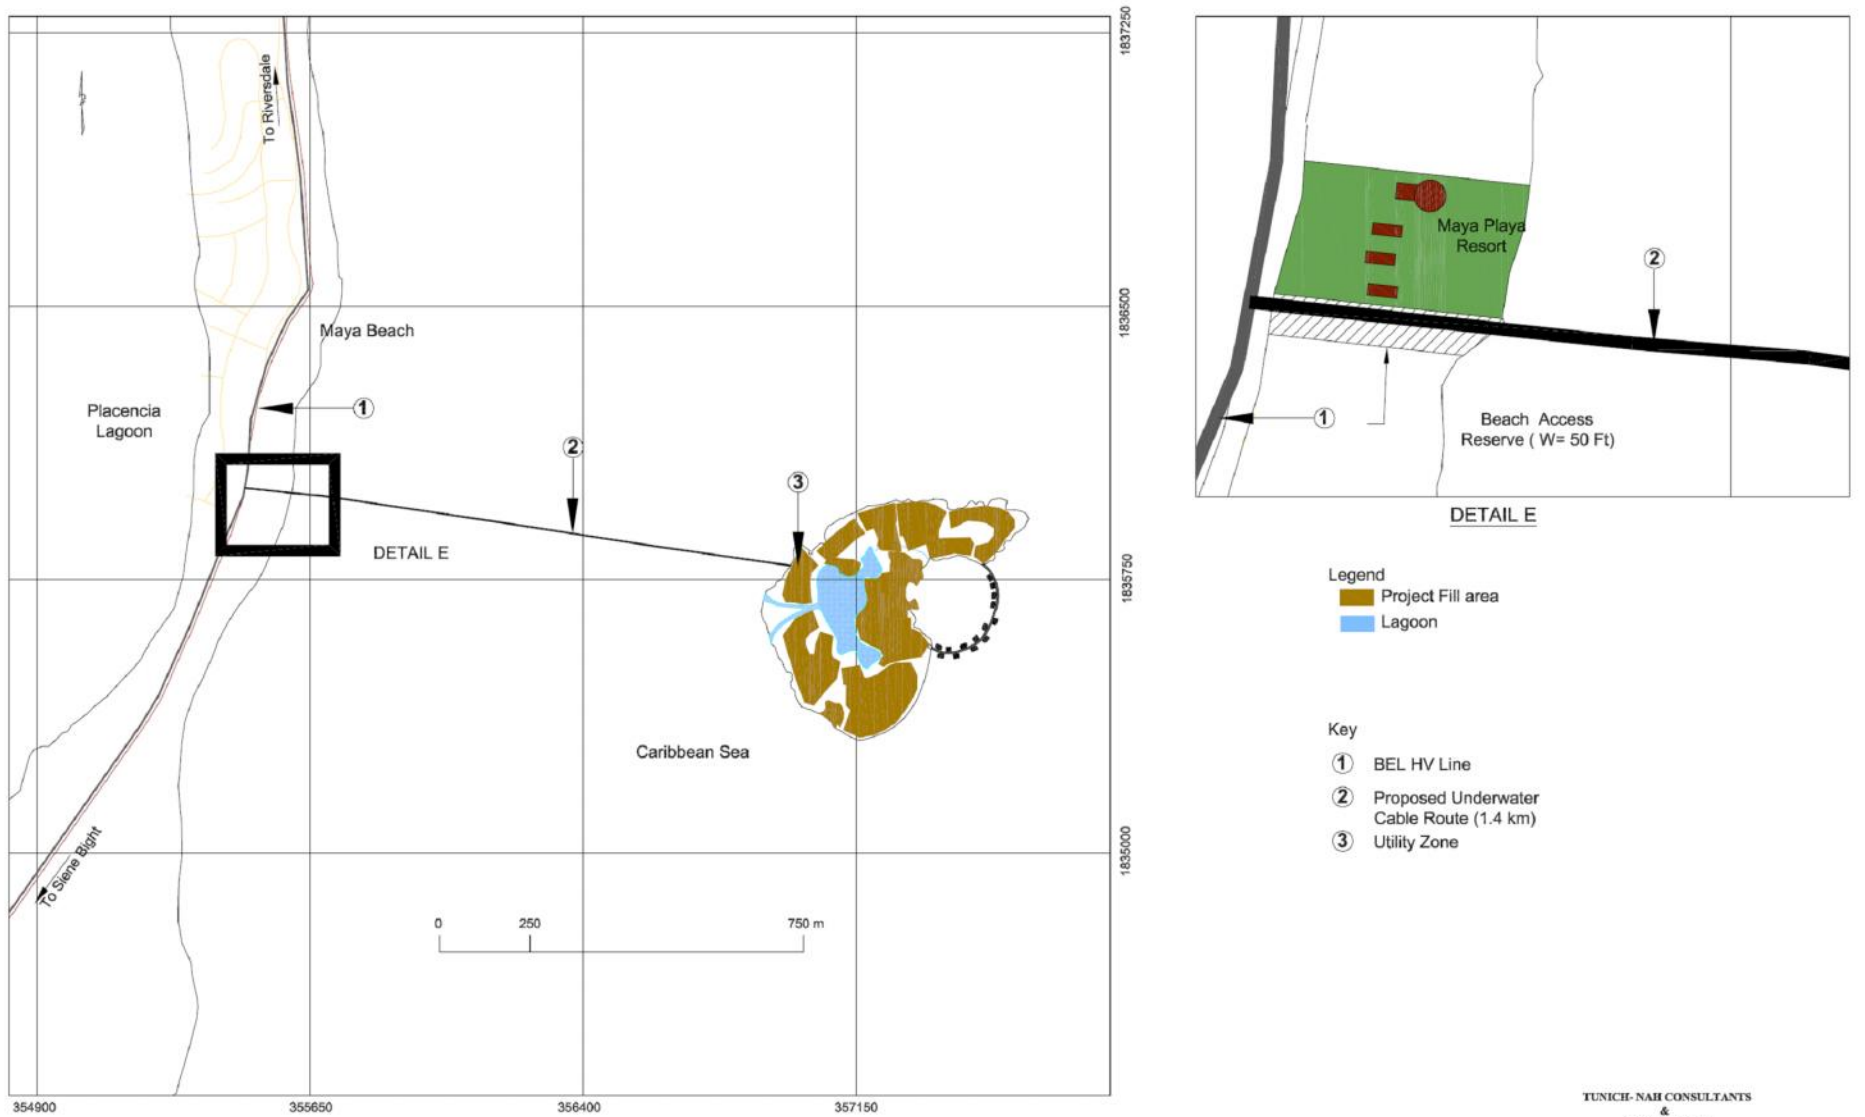 To Riversdale
1837250
Maya Beach
1836500
Placencia
Lagoon
1
2
3
DETAIL E
1835750
Caribbean Sea
1835000
To Siene Bight
0 250 750 m
354900 355650 356400 357150
Maya Playa
Resort
2
1
Beach Access
Reserve ( W= 50 Ft)
DETAIL E
Legend
Project Fill area
Lagoon
Key
1 BEL HV Line
2 Proposed Underwater
Cable Route (1.4 km)
3 Utility Zone
TUNICH- NAH CONSULTANTS
&